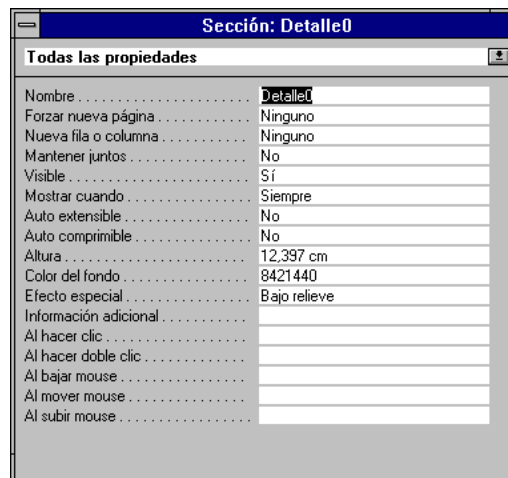 Sección: Detalle0
Todas las propiedades
Nombre . . . . . . . . . . . . . . . . . . . . . . Detalle0
Forzar nueva página . . . . . . . . . . . . Ninguno
Nueva fila o columna . . . . . . . . . . . . Ninguno
Mantener juntos . . . . . . . . . . . . . . . No
Visible . . . . . . . . . . . . . . . . . . . . . . . Sí
Mostrar cuando . . . . . . . . . . . . . . . . Siempre
Auto extensible . . . . . . . . . . . . . . . . No
Auto comprimible . . . . . . . . . . . . . . . No
Altura . . . . . . . . . . . . . . . . . . . . . . . . 12,397 cm
Color del fondo . . . . . . . . . . . . . . . . 8421440
Efecto especial . . . . . . . . . . . . . . . . Bajo relieve
Información adicional . . . . . . . . . . .
Al hacer clic . . . . . . . . . . . . . . . . . .
Al hacer doble clic . . . . . . . . . . . . .
Al bajar mouse . . . . . . . . . . . . . . . .
Al mover mouse . . . . . . . . . . . . . . .
Al subir mouse . . . . . . . . . . . . . . . . .